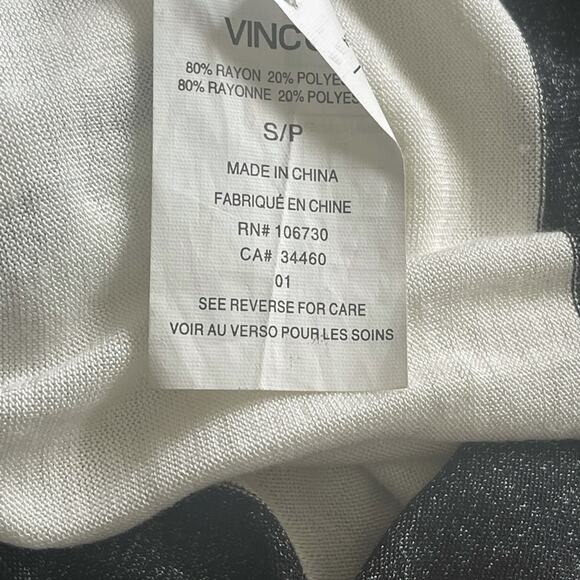 VINC
80% RAYON 20% POLYE
80% RAYONNE 20% POLYES
S/P
MADE IN CHINA
FABRIQUÉ EN CHINE
RN# 106730
CA# 34460
01
SEE REVERSE FOR CARE
VOIR AU VERSO POUR LES SOINS